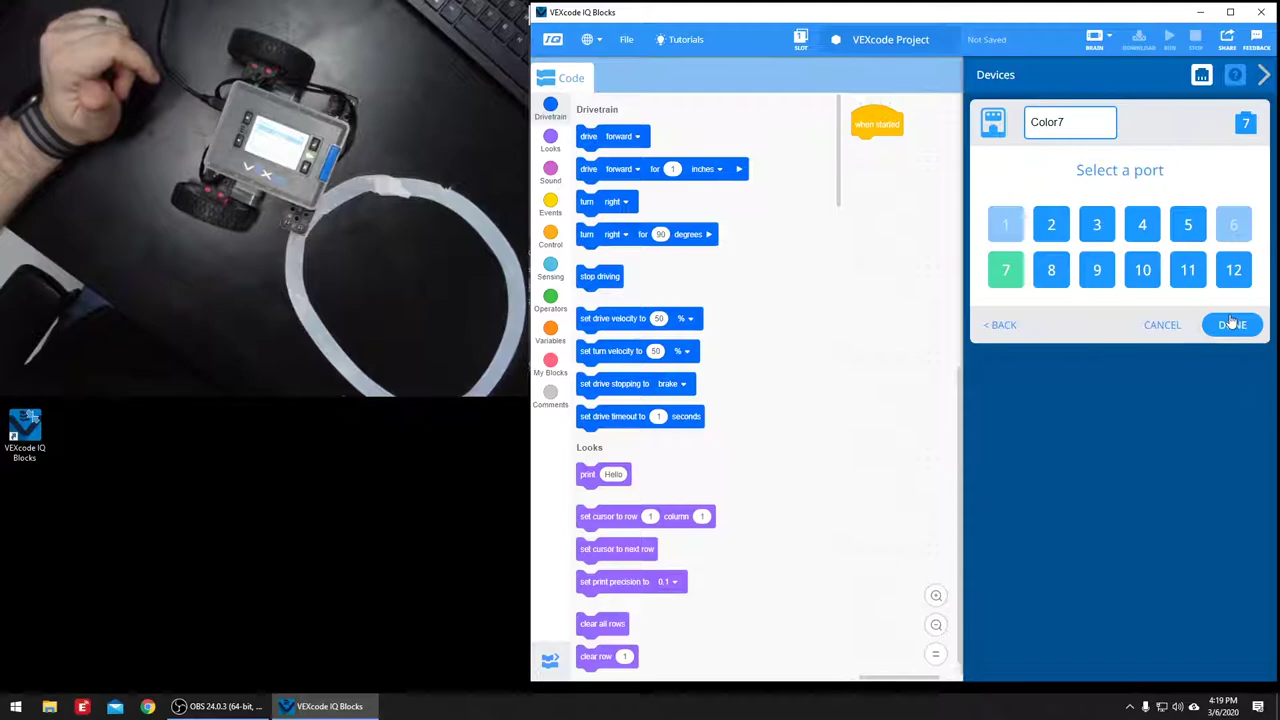 VEXcode IQ Blocks
IQ
File
Tutorials
1
SLOT
VEXcode Project
Not Saved
BRAIN
DOWNLOAD
RUN
STOP
SHARE
FEEDBACK
Code
Devices
Drivetrain
Looks
Sound
Events
Control
Sensing
Operators
Variables
My Blocks
Comments
Drivetrain
drive forward
drive forward for 1 inches
turn right
turn right for 90 degrees
stop driving
set drive velocity to 50 %
set turn velocity to 50 %
set drive stopping to brake
set drive timeout to 1 seconds
Looks
print Hello
set cursor to row 1 column 1
set cursor to next row
set print precision to 0.1
clear all rows
clear row 1
when started
Color7
7
Select a port
1 2 3 4 5 6
7 8 9 10 11 12
< BACK
CANCEL
DONE
VEX
VEXcode IQ
Blocks
OBS 24.0.3 (64-bit, ...
VEXcode IQ Blocks
4:19 PM
3/6/2020